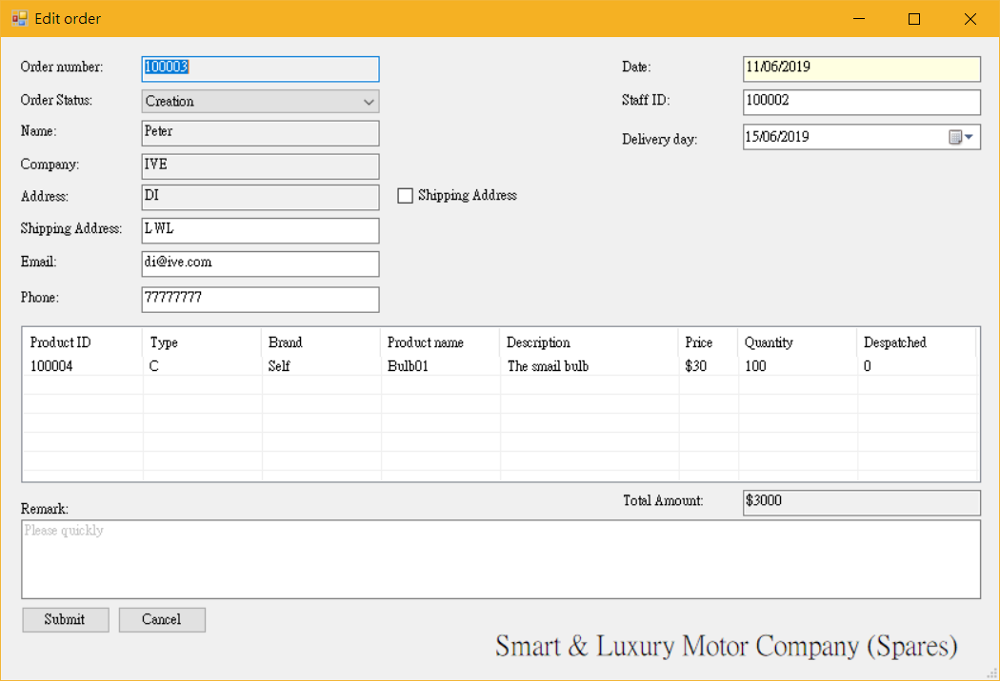 Edit order
Order number: 100003 Date: 11/06/2019
Order Status: Creation Staff ID: 100002
Name: Peter Delivery day: 15/06/2019
Company: IVE
Address: DI Shipping Address
Shipping Address: LWL
Email: di@ive.com
Phone: 77777777
Product ID Type Brand Product name Description Price Quantity Despatched
100004 C Self Bulb01 The smail bulb $30 100 0
Total Amount: $3000
Remark:
Please quickly
Submit Cancel
Smart & Luxury Motor Company (Spares)